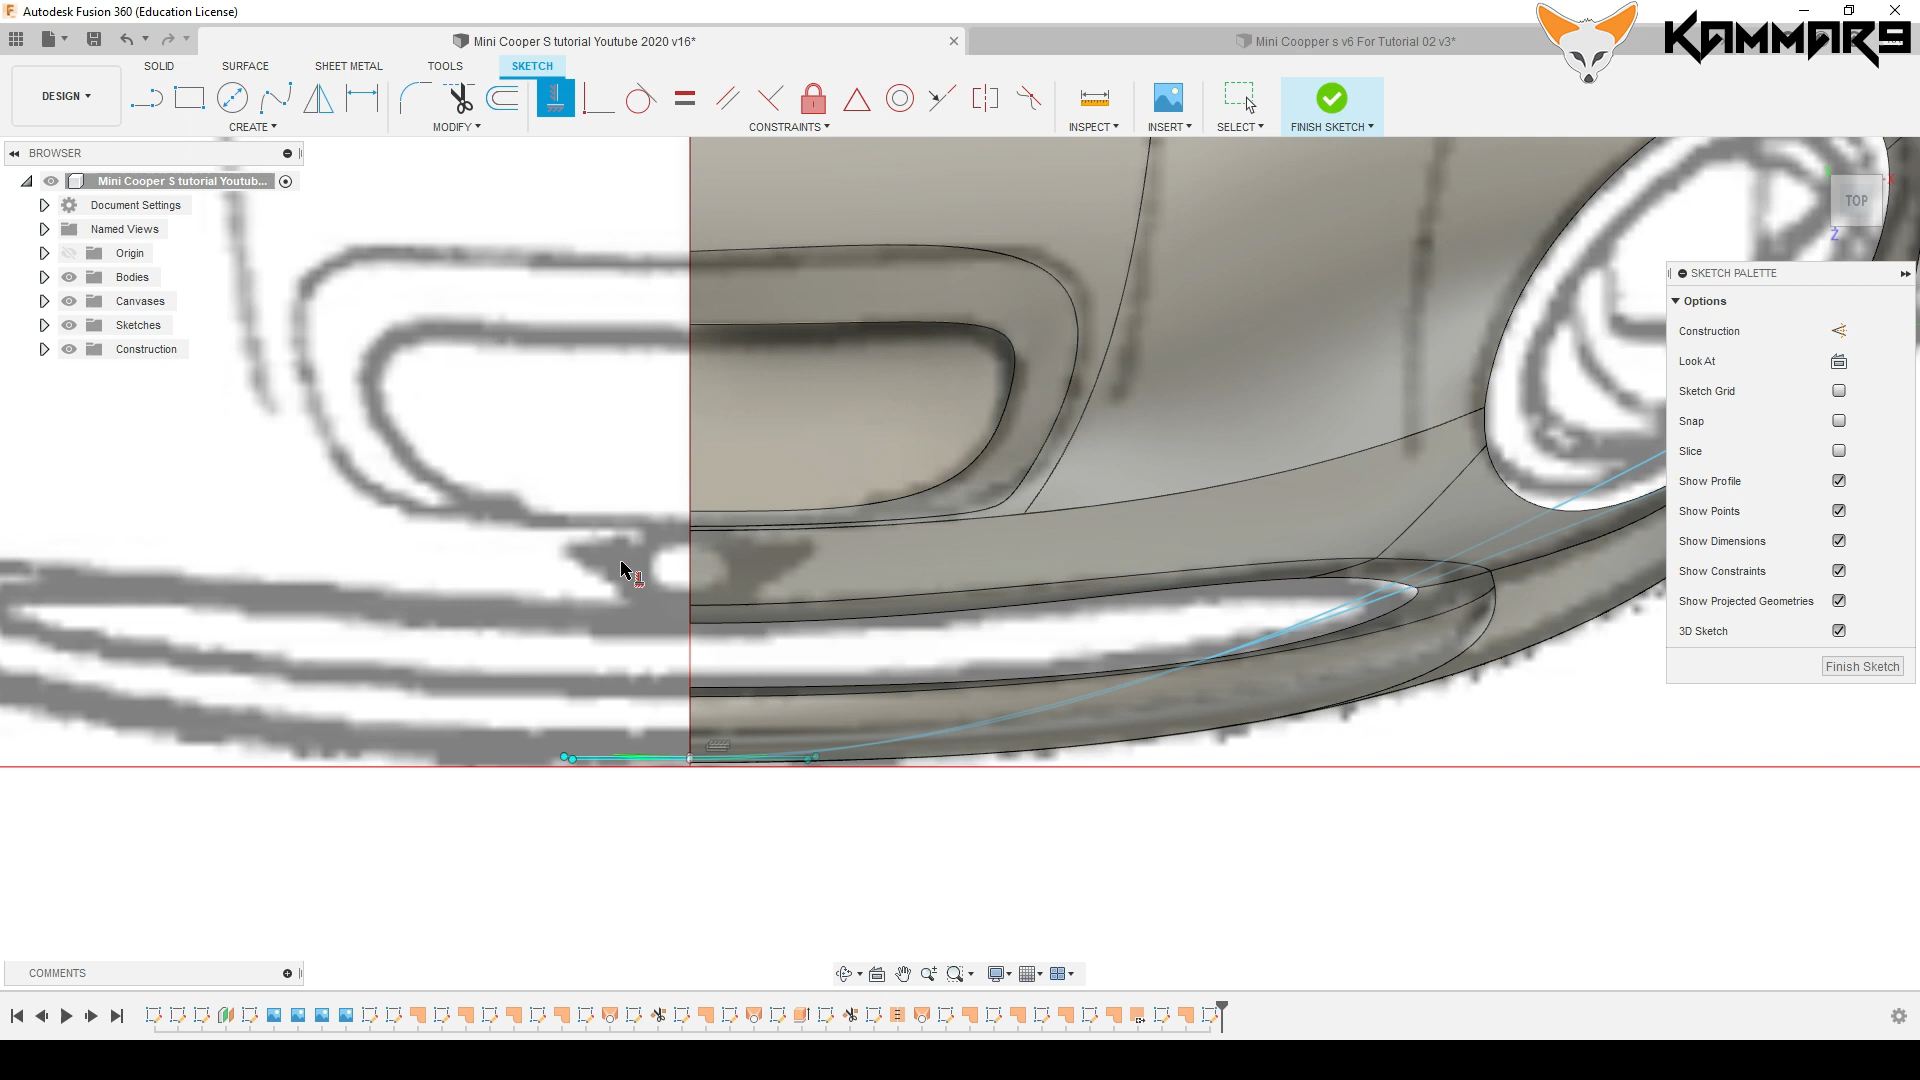 Autodesk Fusion 360 (Education License)
KAMMAR9
Mini Cooper S tutorial Youtube 2020 v16*
Mini Coopper s v6 For Tutorial 02 v3*
SOLID
SURFACE
SHEET METAL
TOOLS
SKETCH
DESIGN
CREATE
MODIFY
CONSTRAINTS
INSPECT
INSERT
SELECT
FINISH SKETCH
BROWSER
Mini Cooper S tutorial Youtub...
Document Settings
Named Views
Origin
Bodies
Canvases
Sketches
Construction
TOP
X
Z
SKETCH PALETTE
Options
Construction
Look At
Sketch Grid
Snap
Slice
Show Profile
Show Points
Show Dimensions
Show Constraints
Show Projected Geometries
3D Sketch
Finish Sketch
COMMENTS